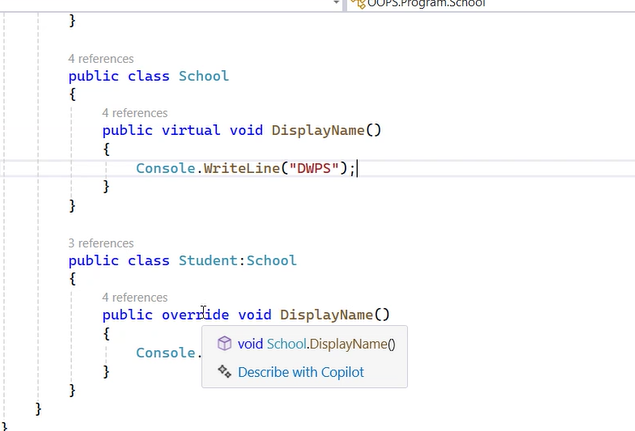 OOPS.Program.School
}
4 references
public class School
{
4 references
public virtual void DisplayName()
{
Console.WriteLine("DWPS");
}
}
3 references
public class Student:School
{
4 references
public override void DisplayName()
{
void School.DisplayName()
Console.
Describe with Copilot
}
}
}
}